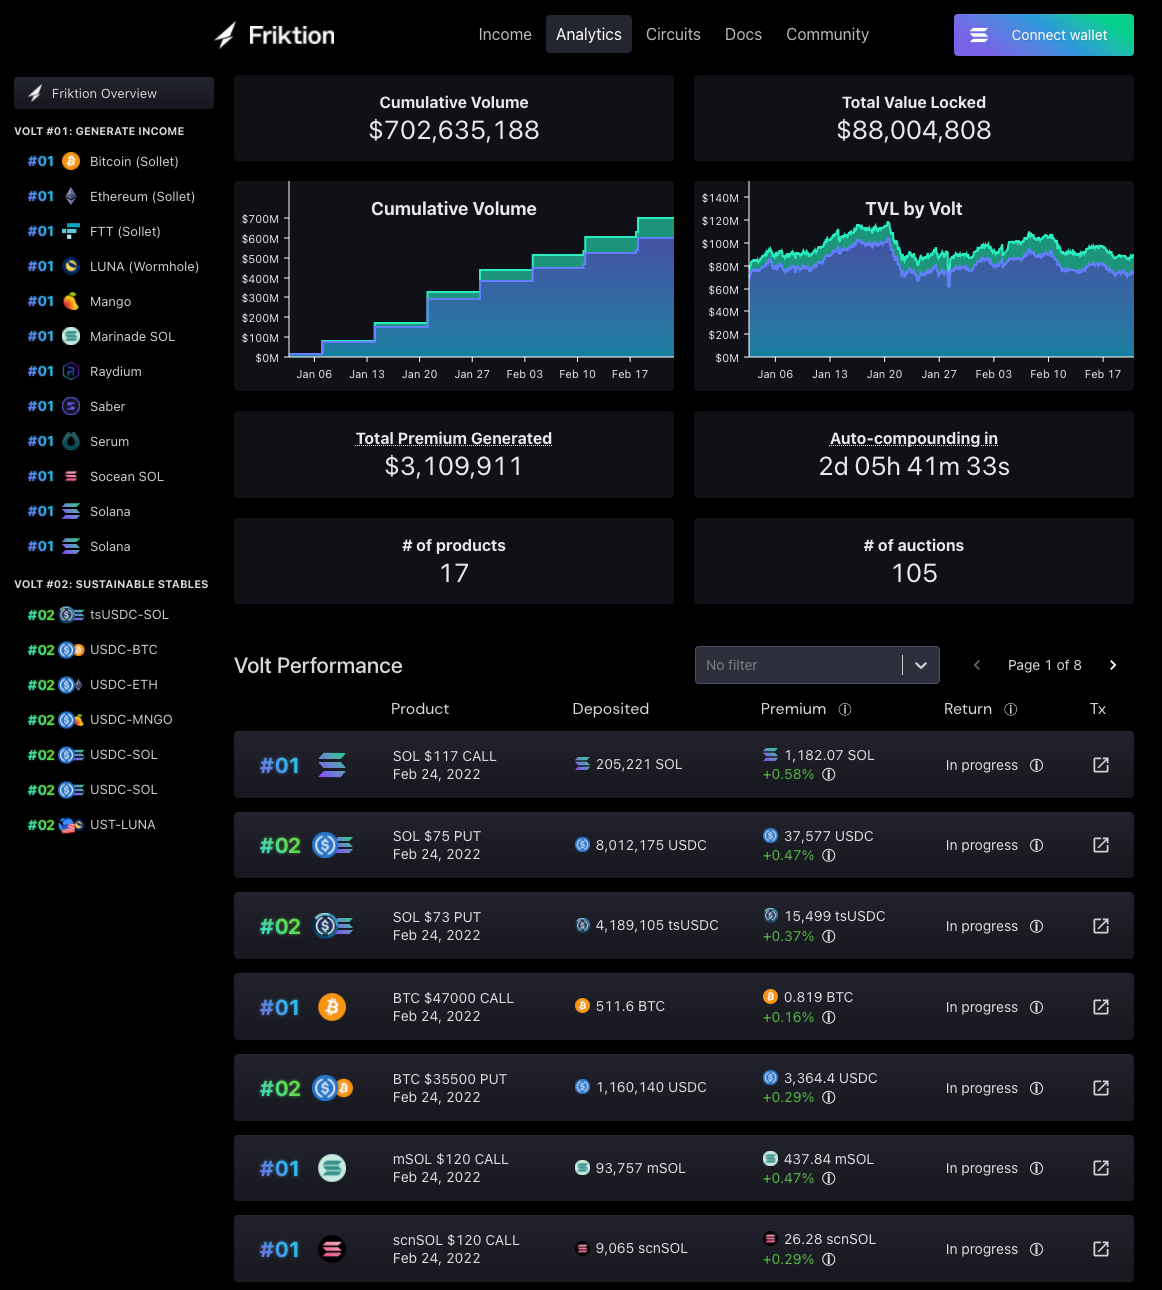 Friktion
Income
Analytics
Circuits
Docs
Community
Connect wallet
Friktion Overview
VOLT #01: GENERATE INCOME
#01 Bitcoin (Sollet)
#01 Ethereum (Sollet)
#01 FTT (Sollet)
#01 LUNA (Wormhole)
#01 Mango
#01 Marinade SOL
#01 Raydium
#01 Saber
#01 Serum
#01 Socean SOL
#01 Solana
#01 Solana
VOLT #02: SUSTAINABLE STABLES
#02 tsUSDC-SOL
#02 USDC-BTC
#02 USDC-ETH
#02 USDC-MNGO
#02 USDC-SOL
#02 USDC-SOL
#02 UST-LUNA
Cumulative Volume
$702,635,188
Total Value Locked
$88,004,808
Cumulative Volume
$700M
$600M
$500M
$400M
$300M
$200M
$100M
$0M
Jan 06 Jan 13 Jan 20 Jan 27 Feb 03 Feb 10 Feb 17
TVL by Volt
$140M
$120M
$100M
$80M
$60M
$40M
$20M
$0M
Jan 06 Jan 13 Jan 20 Jan 27 Feb 03 Feb 10 Feb 17
Total Premium Generated
$3,109,911
Auto-compounding in
2d 05h 41m 33s
# of products
17
# of auctions
105
Volt Performance
No filter
Page 1 of 8
Product Deposited Premium Return Tx
#01
SOL $117 CALL
Feb 24, 2022
205,221 SOL
1,182.07 SOL
+0.58%
In progress
#02
SOL $75 PUT
Feb 24, 2022
8,012,175 USDC
37,577 USDC
+0.47%
In progress
#02
SOL $73 PUT
Feb 24, 2022
4,189,105 tsUSDC
15,499 tsUSDC
+0.37%
In progress
#01
BTC $47000 CALL
Feb 24, 2022
511.6 BTC
0.819 BTC
+0.16%
In progress
#02
BTC $35500 PUT
Feb 24, 2022
1,160,140 USDC
3,364.4 USDC
+0.29%
In progress
#01
mSOL $120 CALL
Feb 24, 2022
93,757 mSOL
437.84 mSOL
+0.47%
In progress
#01
scnSOL $120 CALL
Feb 24, 2022
9,065 scnSOL
26.28 scnSOL
+0.29%
In progress